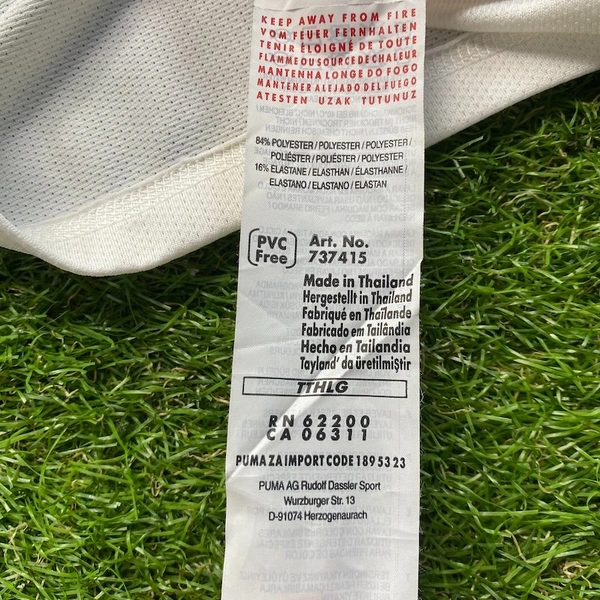 KEEP AWAY FROM FIRE
VOM FEUER FERNHALTEN
TENIR ÉLOIGNÉ DE TOUTE
FLAMME OU SOURCE DE CHALEUR
MANTENHA LONGE DO FOGO
MANTENER ALEJADO DEL FUEGO
ATESTEN UZAK TUTUNUZ
84% POLYESTER / POLYESTER / POLYESTER /
POLIÉSTER / POLIÉSTER / POLYESTER
16% ELASTANE / ELASTHAN / ÉLASTHANNE /
ELASTANO / ELASTANO / ELASTAN
PVC Free
Art. No.
737415
Made in Thailand
Hergestellt in Thailand
Fabriqué en Thaïlande
Fabricado em Tailândia
Hecho en Tailandia
Tayland' da üretilmiştir
TTHLG
RN 62200
CA 06311
PUMA ZA IMPORT CODE 189 53 23
PUMA AG Rudolf Dassler Sport
Wurzburger Str. 13
D-91074 Herzogenaurach